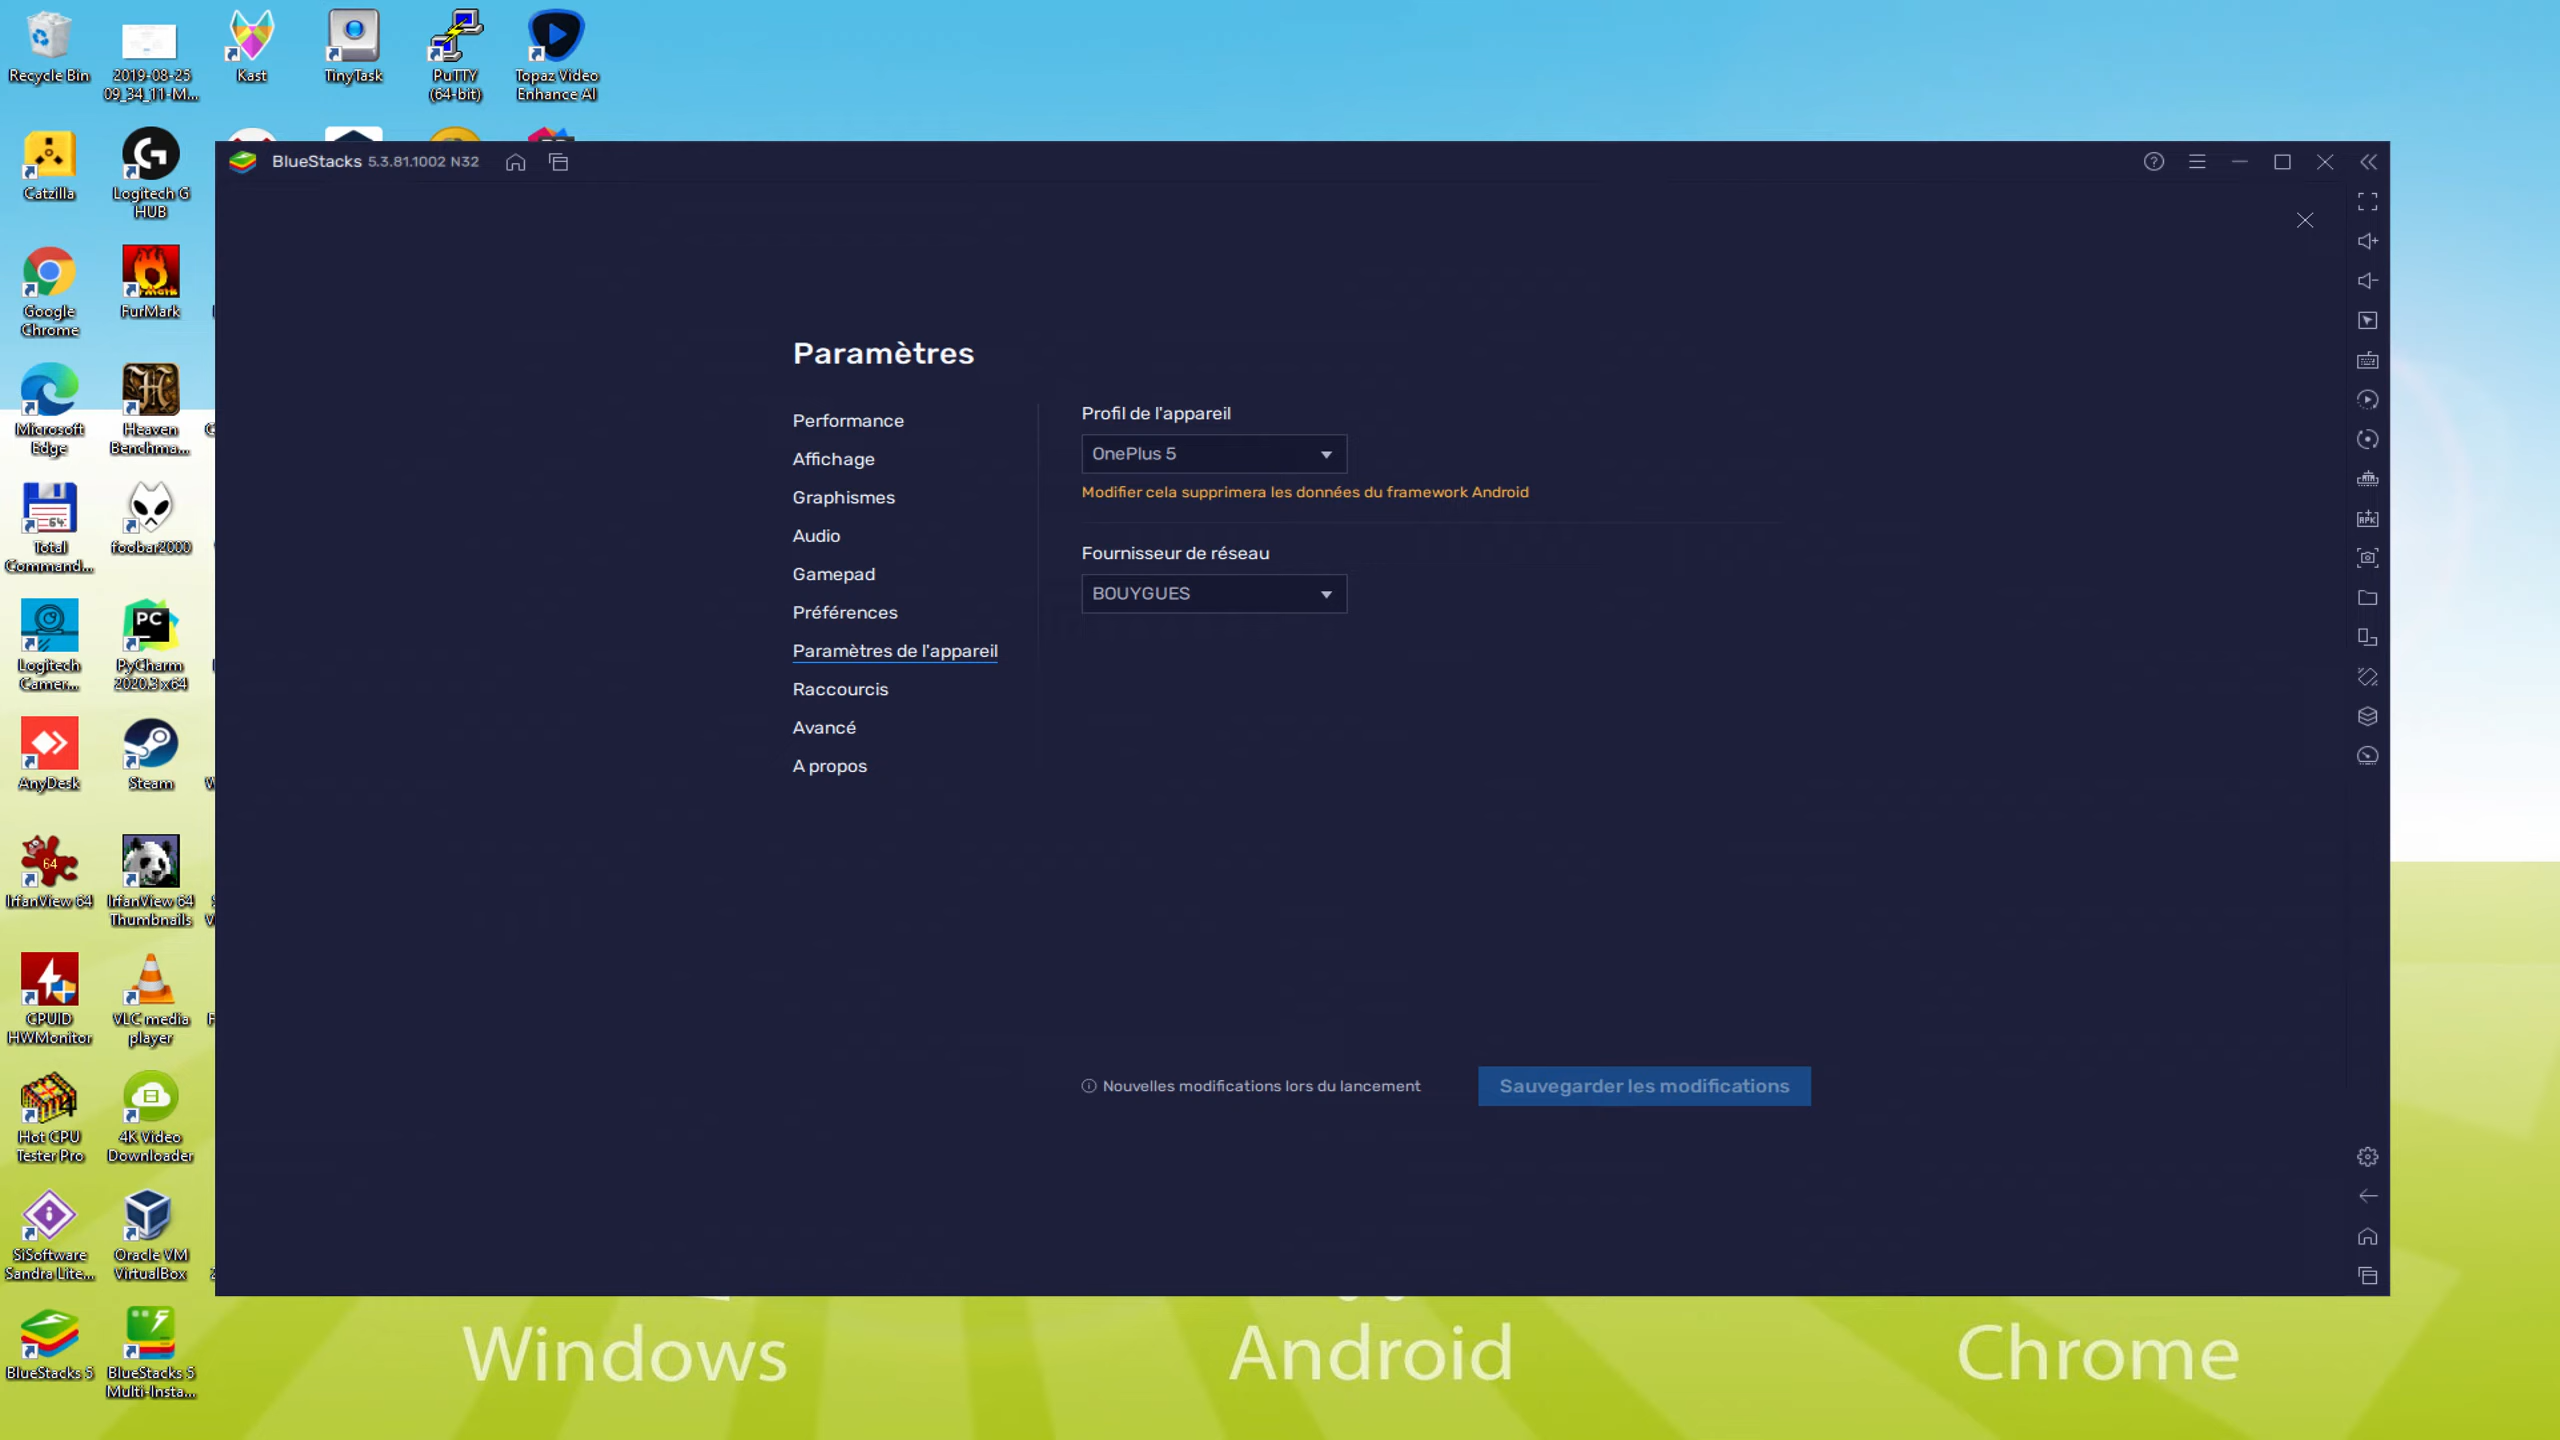 Recycle Bin
2019-08-25
09_34_11-M...
Kast
TinyTask
PuTTY
(64-bit)
Topaz Video
Enhance AI
Catzilla
Logitech G
HUB
Google
Chrome
FurMark
Microsoft
Edge
Heaven
Benchma...
Total
Command...
foobar2000
Logitech
Camer...
PyCharm
2020.3 x64
AnyDesk
Steam
IrfanView 64
IrfanView 64
Thumbnails
CPUID
HWMonitor
VLC media
player
Hot CPU
Tester Pro
4K Video
Downloader
SiSoftware
Sandra Lite...
Oracle VM
VirtualBox
BlueStacks 5
BlueStacks 5
Multi-Insta...
BlueStacks 5.3.81.1002 N32
Paramètres
Performance
Affichage
Graphismes
Audio
Gamepad
Préférences
Paramètres de l'appareil
Raccourcis
Avancé
A propos
Profil de l'appareil
OnePlus 5
Modifier cela supprimera les données du framework Android
Fournisseur de réseau
BOUYGUES
Nouvelles modifications lors du lancement
Sauvegarder les modifications
Windows
Android
Chrome